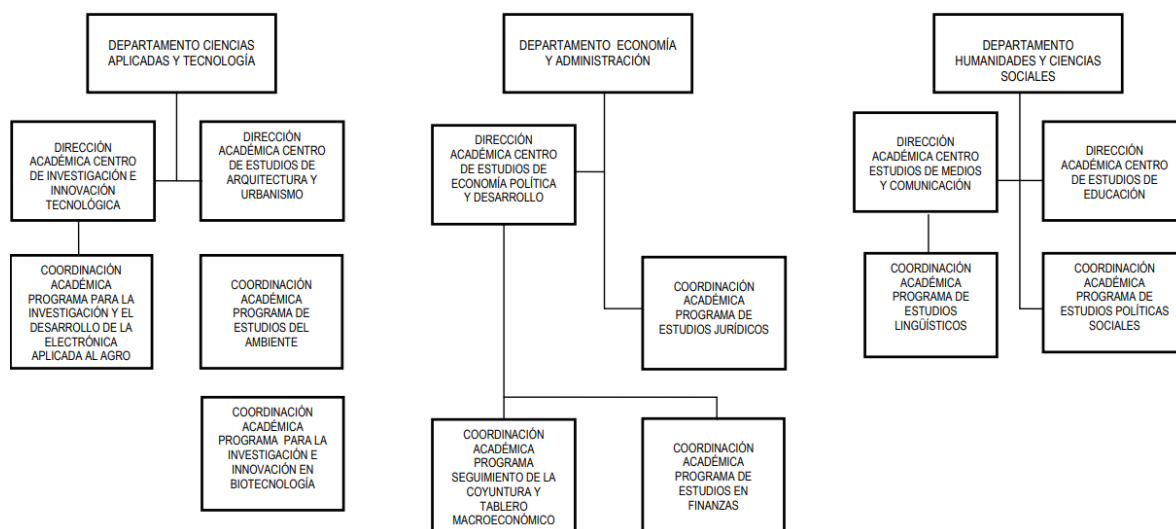 DEPARTAMENTO CIENCIAS
APLICADAS Y TECNOLOGÍA
DEPARTAMENTO ECONOMÍA
Y ADMINISTRACIÓN
DEPARTAMENTO
HUMANIDADES Y CIENCIAS
SOCIALES
DIRECCIÓN
ACADÉMICA CENTRO
DE INVESTIGACIÓN E
INNOVACIÓN
TECNOLÓGICA
DIRECCIÓN
ACADÉMICA CENTRO
DE ESTUDIOS DE
ARQUITECTURA Y
URBANISMO
DIRECCIÓN
ACADÉMICA CENTRO
DE ESTUDIOS DE
ECONOMÍA POLÍTICA
Y DESARROLLO
DIRECCIÓN
ACADÉMICA CENTRO
ESTUDIOS DE MEDIOS
Y COMUNICACIÓN
DIRECCIÓN
ACADÉMICA CENTRO
DE ESTUDIOS DE
EDUCACIÓN
COORDINACIÓN
ACADÉMICA
PROGRAMA PARA LA
INVESTIGACIÓN Y EL
DESARROLLO DE LA
ELECTRÓNICA
APLICADA AL AGRO
COORDINACIÓN
ACADÉMICA
PROGRAMA DE
ESTUDIOS DEL
AMBIENTE
COORDINACIÓN
ACADÉMICA
PROGRAMA DE
ESTUDIOS JURÍDICOS
COORDINACIÓN
ACADÉMICA
PROGRAMA DE
ESTUDIOS
LINGÜÍSTICOS
COORDINACIÓN
ACADÉMICA
PROGRAMA DE
ESTUDIOS POLÍTICAS
SOCIALES
COORDINACIÓN
ACADÉMICA
PROGRAMA PARA LA
INVESTIGACIÓN E
INNOVACIÓN EN
BIOTECNOLOGÍA
COORDINACIÓN
ACADÉMICA
PROGRAMA
SEGUIMIENTO DE LA
COYUNTURA Y
TABLERO
MACROECONÓMICO
COORDINACIÓN
ACADÉMICA
PROGRAMA DE
ESTUDIOS EN
FINANZAS